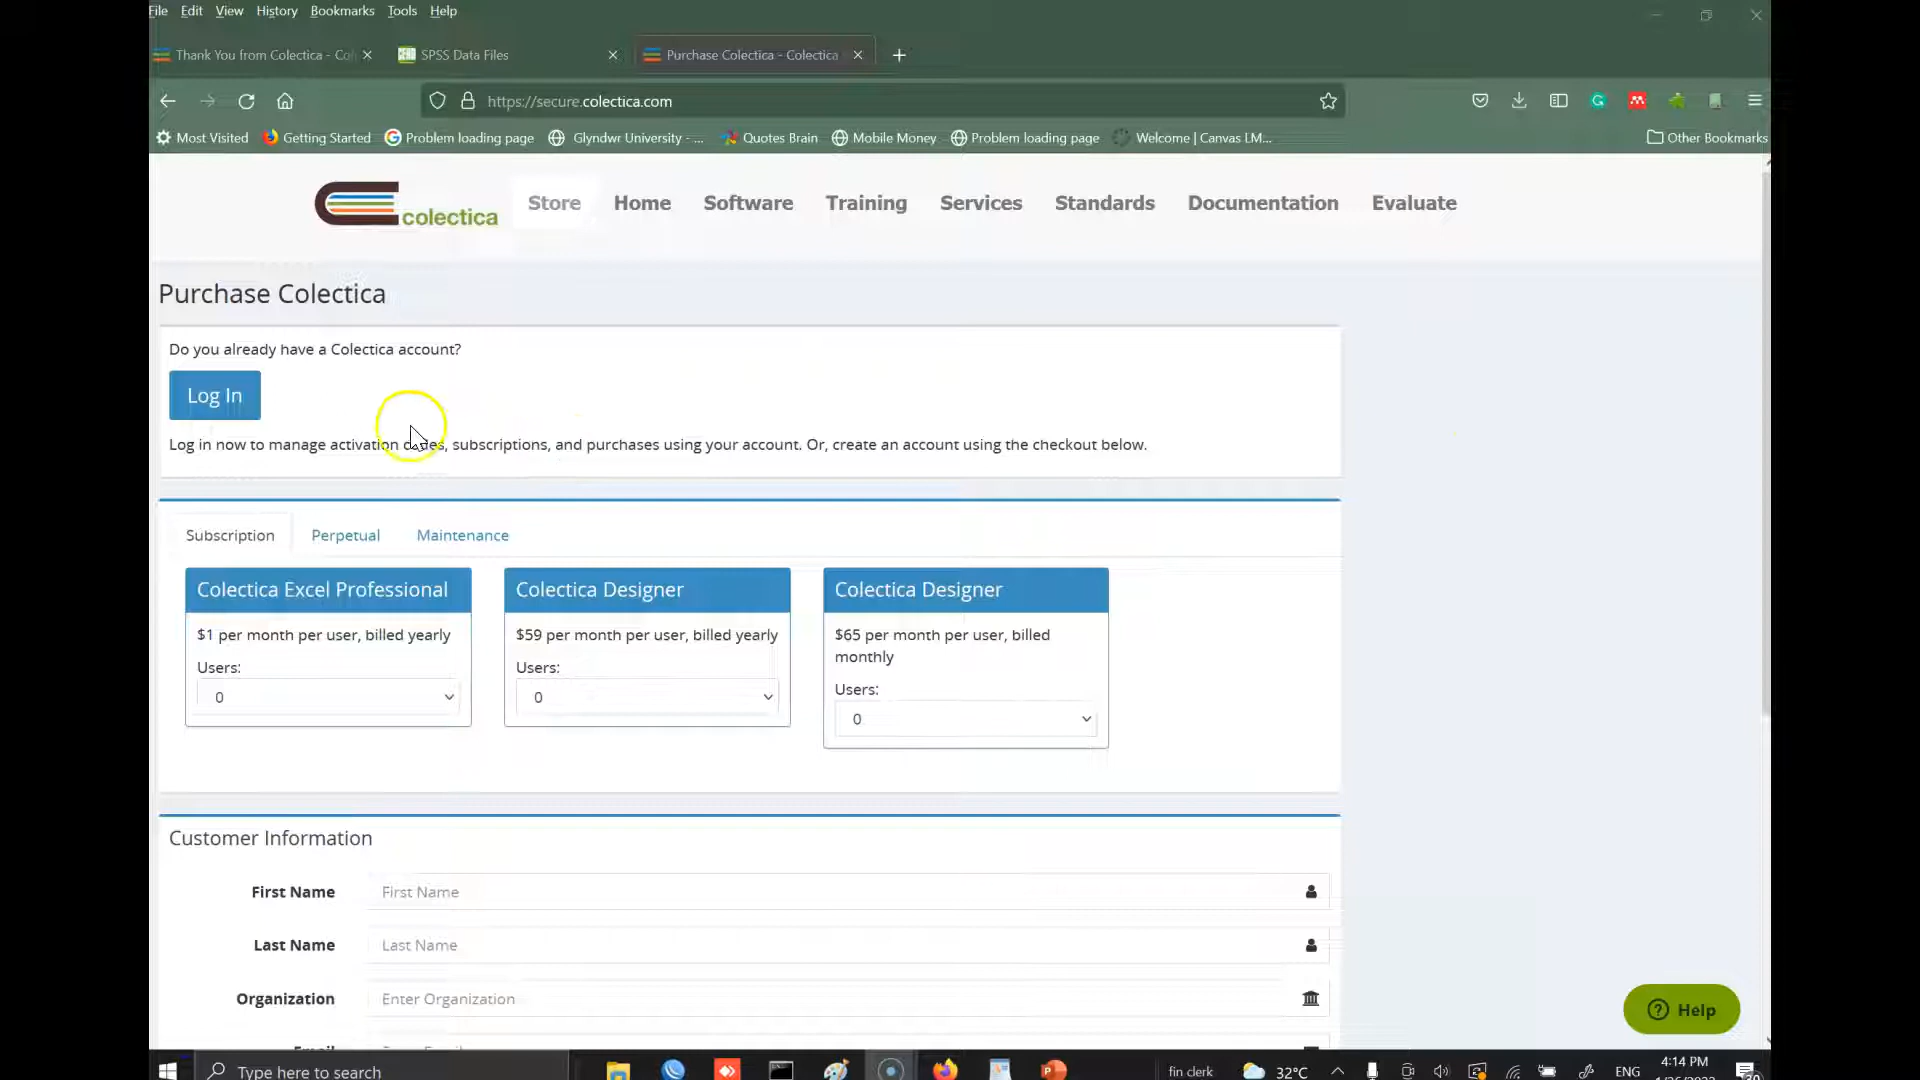 File Edit View History Bookmarks Tools Help
Thank You from Colectica - Co
SPSS Data Files
Purchase Colectica - Colectica
https://secure.colectica.com
Most Visited Getting Started Problem loading page Glyndwr University - ... Quotes Brain Mobile Money Problem loading page Welcome | Canvas LM... Other Bookmarks
colectica
Store Home Software Training Services Standards Documentation Evaluate
Purchase Colectica
Do you already have a Colectica account?
Log In
Log in now to manage activation codes, subscriptions, and purchases using your account. Or, create an account using the checkout below.
Subscription Perpetual Maintenance
Colectica Excel Professional
$1 per month per user, billed yearly
Users:
0
Colectica Designer
$59 per month per user, billed yearly
Users:
0
Colectica Designer
$65 per month per user, billed
monthly
Users:
0
Customer Information
First Name First Name
Last Name Last Name
Organization Enter Organization
Help
Type here to search
fin clerk
32°C
ENG
4:14 PM